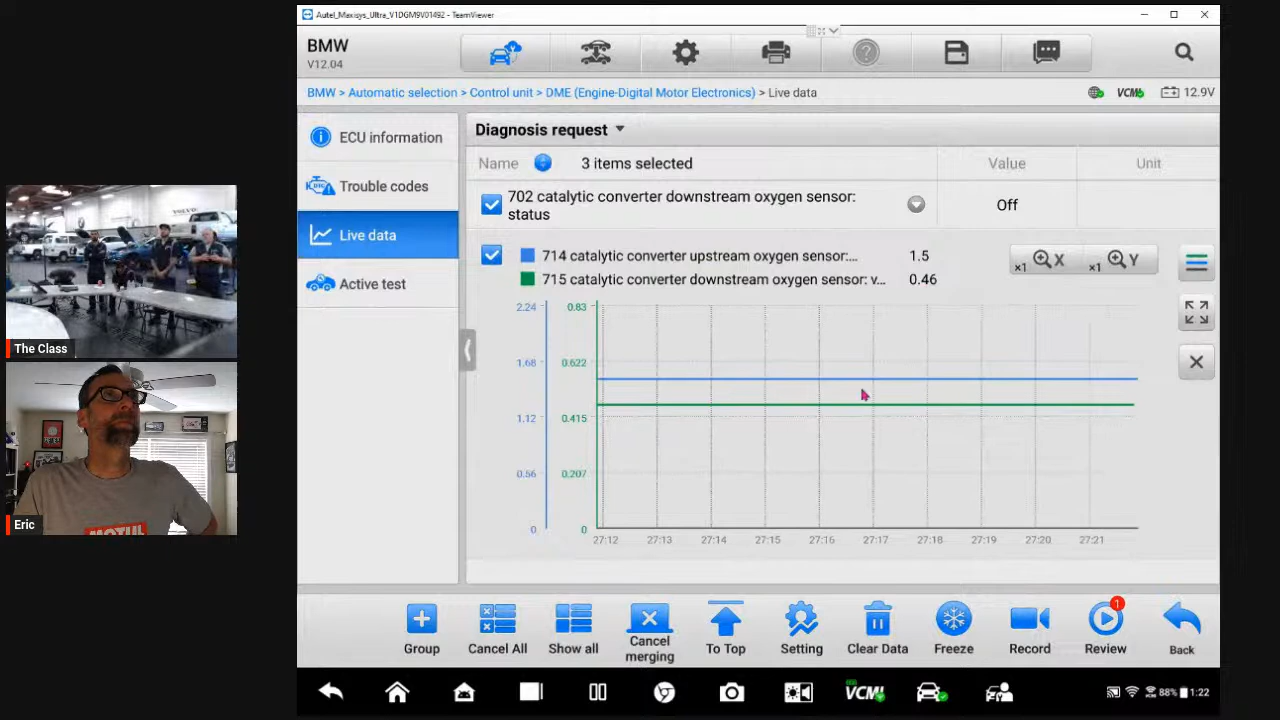 Autel_Maxisys_Ultra_V1DGM9V01492 - TeamViewer
BMW
V12.04
BMW > Automatic selection > Control unit > DME (Engine-Digital Motor Electronics) > Live data
VCMI
12.9V
ECU information
Trouble codes
Live data
Active test
Diagnosis request
Name 3 items selected Value Unit
702 catalytic converter downstream oxygen sensor:
status
Off
714 catalytic converter upstream oxygen sensor:... 1.5
715 catalytic converter downstream oxygen sensor: v... 0.46
x1 X x1 Y
2.24 0.83
1.68 0.622
1.12 0.415
0.56 0.207
0 0
27:12 27:13 27:14 27:15 27:16 27:17 27:18 27:19 27:20 27:21
The Class
Eric
MOTUL
1
Group
Cancel All
Show all
Cancel
merging
To Top
Setting
Clear Data
Freeze
Record
Review
Back
VCMI
88% 1:22